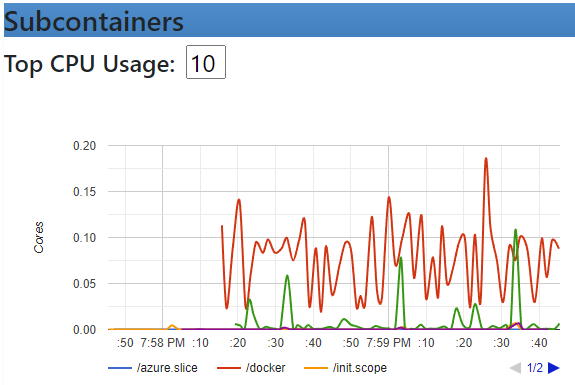 Subcontainers
Top CPU Usage: 10
0.20
0.15
Cores
0.10
0.05
0.00
:50 7:58 PM :10 :20 :30 :40 :50 7:59 PM :10 :20 :30 :40
/azure.slice /docker /init.scope 1/2